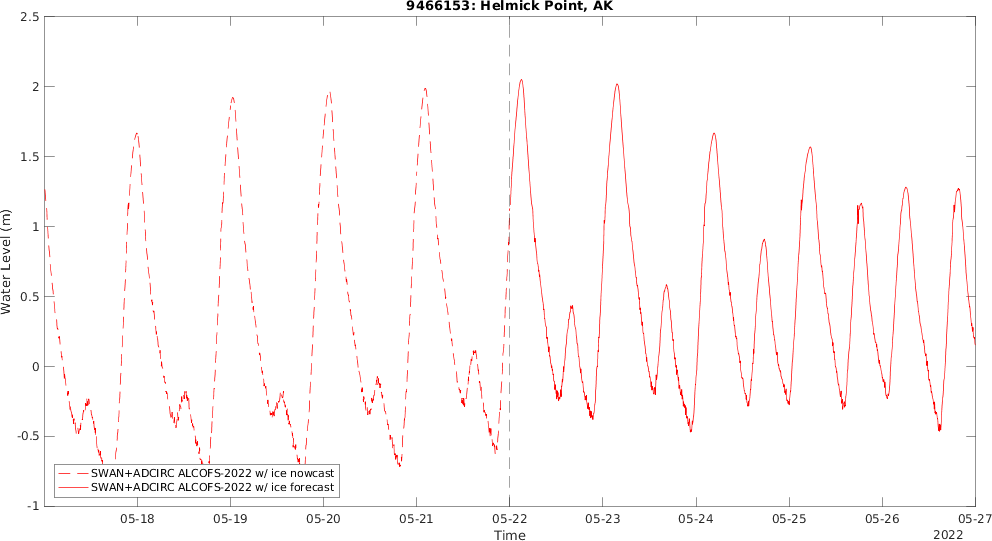 9466153: Helmick Point, AK
2.5
2
1.5
1
0.5
0
-0.5
-1
Water Level (m)
SWAN+ADCIRC ALCOFS-2022 w/ ice nowcast
SWAN+ADCIRC ALCOFS-2022 w/ ice forecast
05-18 05-19 05-20 05-21 05-22 05-23 05-24 05-25 05-26 05-27
Time
2022